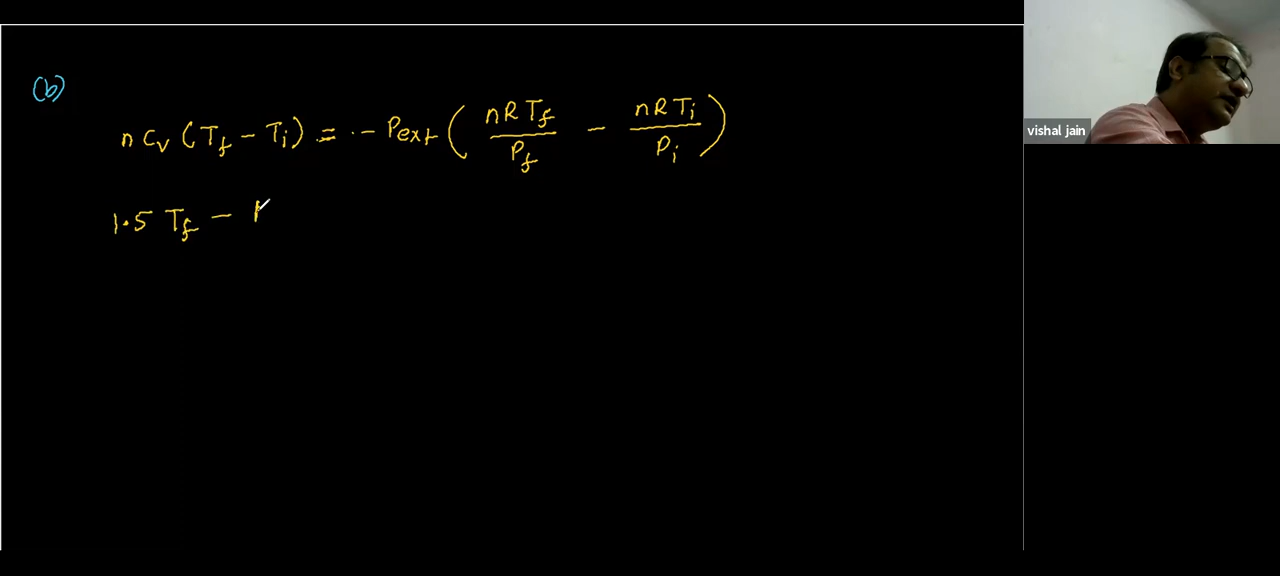 (b)
n Cv (Tf - Ti) = - Pext ( nRTf / Pf - nRTi / Pi )
1.5 Tf -
vishal jain